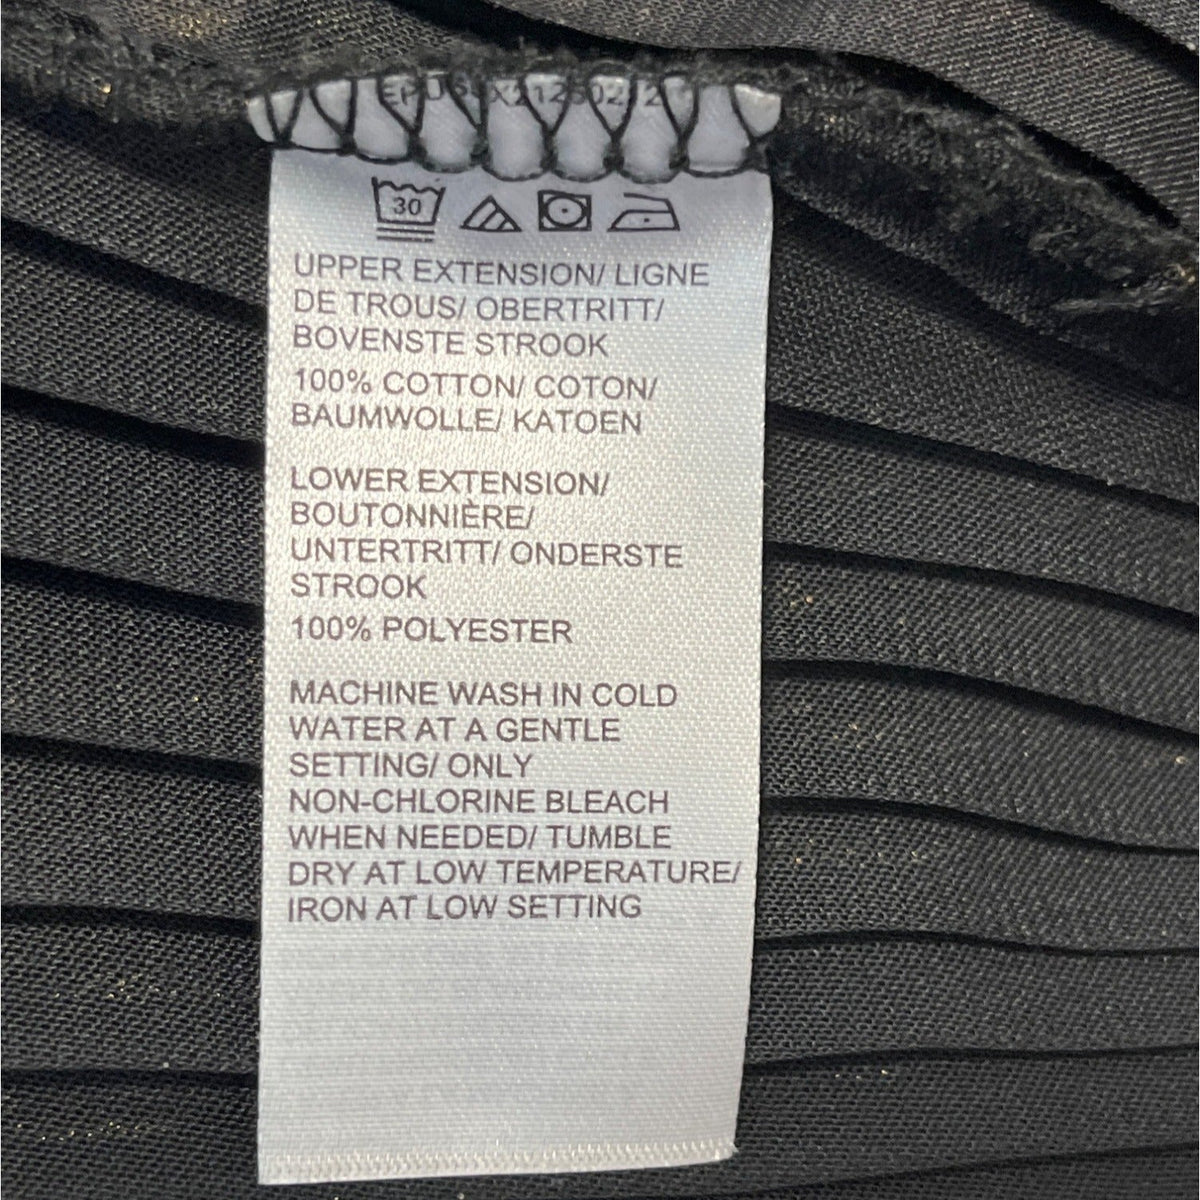 30
UPPER EXTENSION/ LIGNE
DE TROUS/ OBERTRITT/
BOVENSTE STROOK
100% COTTON/ COTON/
BAUMWOLLE/ KATOEN
LOWER EXTENSION/
BOUTONNIÈRE/
UNTERTRITT/ ONDERSTE
STROOK
100% POLYESTER
MACHINE WASH IN COLD
WATER AT A GENTLE
SETTING/ ONLY
NON-CHLORINE BLEACH
WHEN NEEDED/ TUMBLE
DRY AT LOW TEMPERATURE/
IRON AT LOW SETTING